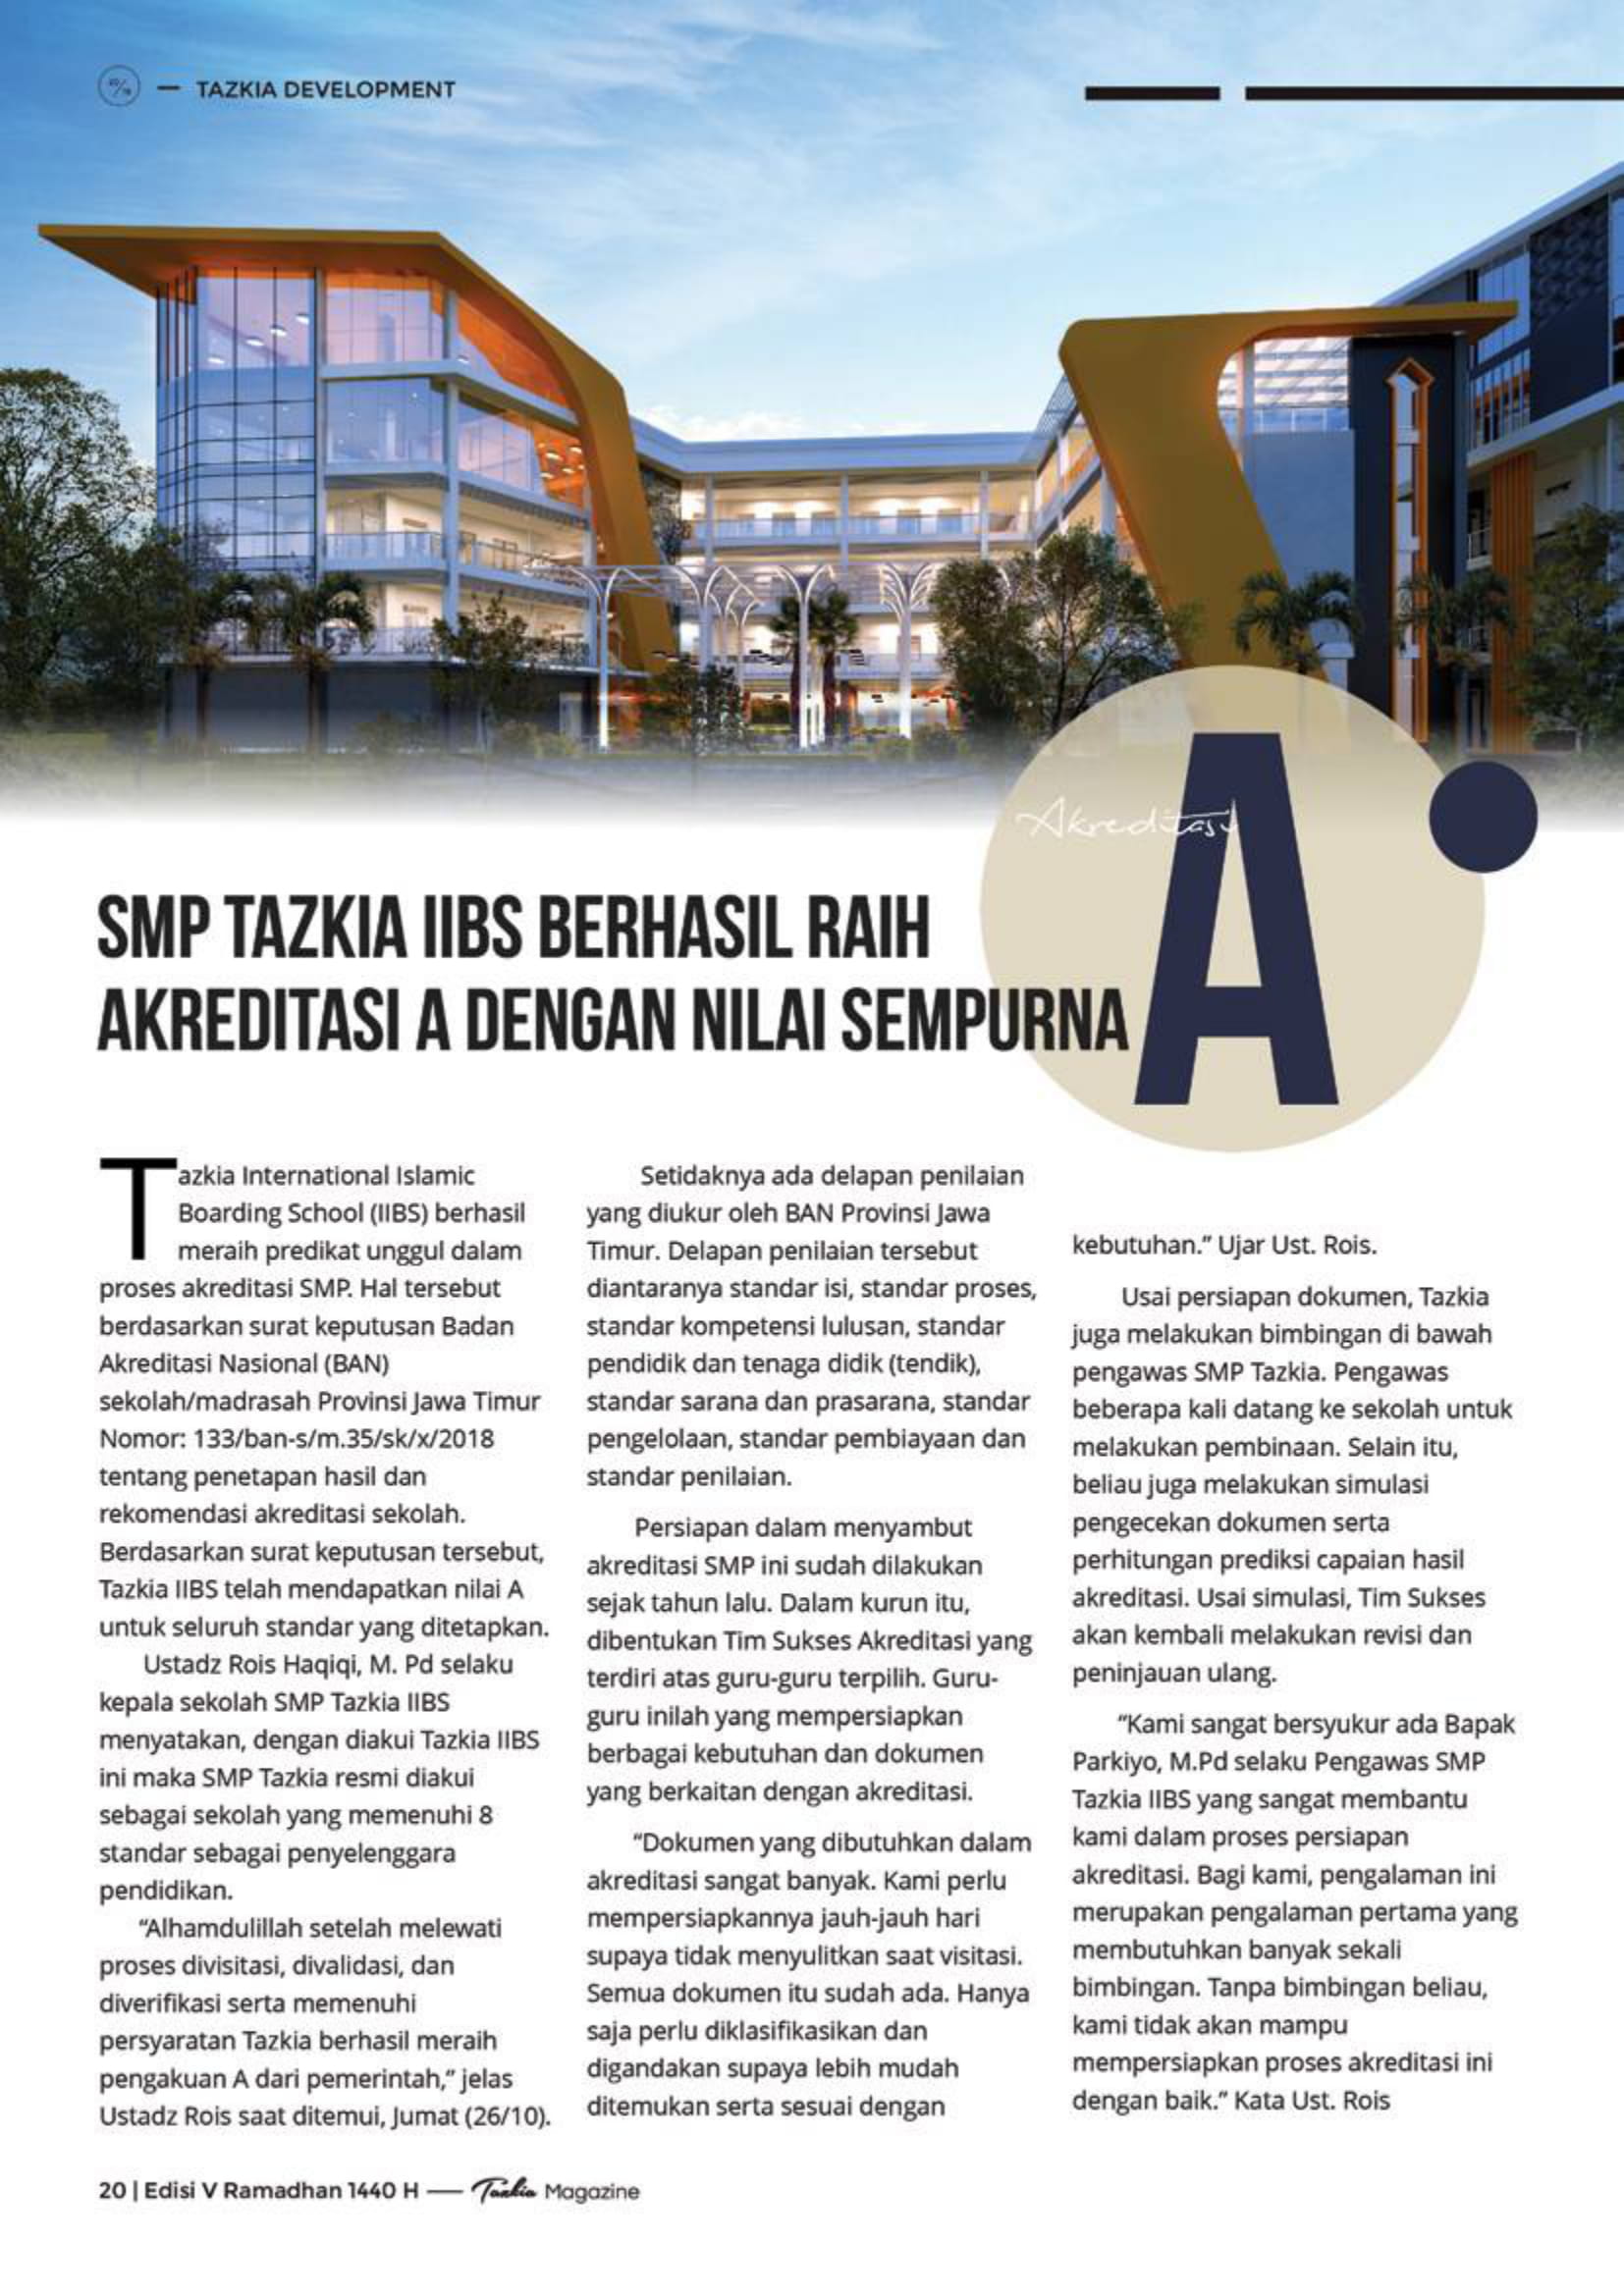 TAZKIA DEVELOPMENT
Akreditasi
A
SMP TAZKIA IIBS BERHASIL RAIH
AKREDITASI A DENGAN NILAI SEMPURNA
Tazkia International Islamic
Boarding School (IIBS) berhasil
meraih predikat unggul dalam
proses akreditasi SMP. Hal tersebut
berdasarkan surat keputusan Badan
Akreditasi Nasional (BAN)
sekolah/madrasah Provinsi Jawa Timur
Nomor: 133/ban-s/m.35/sk/x/2018
tentang penetapan hasil dan
rekomendasi akreditasi sekolah.
Berdasarkan surat keputusan tersebut,
Tazkia IIBS telah mendapatkan nilai A
untuk seluruh standar yang ditetapkan.
Ustadz Rois Haqiqi, M. Pd selaku
kepala sekolah SMP Tazkia IIBS
menyatakan, dengan diakui Tazkia IIBS
ini maka SMP Tazkia resmi diakui
sebagai sekolah yang memenuhi 8
standar sebagai penyelenggara
pendidikan.
“Alhamdulillah setelah melewati
proses divisitasi, divalidasi, dan
diverifikasi serta memenuhi
persyaratan Tazkia berhasil meraih
pengakuan A dari pemerintah,” jelas
Ustadz Rois saat ditemui, Jumat (26/10).
Setidaknya ada delapan penilaian
yang diukur oleh BAN Provinsi Jawa
Timur. Delapan penilaian tersebut
diantaranya standar isi, standar proses,
standar kompetensi lulusan, standar
pendidik dan tenaga didik (tendik),
standar sarana dan prasarana, standar
pengelolaan, standar pembiayaan dan
standar penilaian.
Persiapan dalam menyambut
akreditasi SMP ini sudah dilakukan
sejak tahun lalu. Dalam kurun itu,
dibentukan Tim Sukses Akreditasi yang
terdiri atas guru-guru terpilih. Guru-
guru inilah yang mempersiapkan
berbagai kebutuhan dan dokumen
yang berkaitan dengan akreditasi.
“Dokumen yang dibutuhkan dalam
akreditasi sangat banyak. Kami perlu
mempersiapkannya jauh-jauh hari
supaya tidak menyulitkan saat visitasi.
Semua dokumen itu sudah ada. Hanya
saja perlu diklasifikasikan dan
digandakan supaya lebih mudah
ditemukan serta sesuai dengan
kebutuhan.” Ujar Ust. Rois.
Usai persiapan dokumen, Tazkia
juga melakukan bimbingan di bawah
pengawas SMP Tazkia. Pengawas
beberapa kali datang ke sekolah untuk
melakukan pembinaan. Selain itu,
beliau juga melakukan simulasi
pengecekan dokumen serta
perhitungan prediksi capaian hasil
akreditasi. Usai simulasi, Tim Sukses
akan kembali melakukan revisi dan
peninjauan ulang.
“Kami sangat bersyukur ada Bapak
Parkiyo, M.Pd selaku Pengawas SMP
Tazkia IIBS yang sangat membantu
kami dalam proses persiapan
akreditasi. Bagi kami, pengalaman ini
merupakan pengalaman pertama yang
membutuhkan banyak sekali
bimbingan. Tanpa bimbingan beliau,
kami tidak akan mampu
mempersiapkan proses akreditasi ini
dengan baik.” Kata Ust. Rois
20 | Edisi V Ramadhan 1440 H — Tazkia Magazine